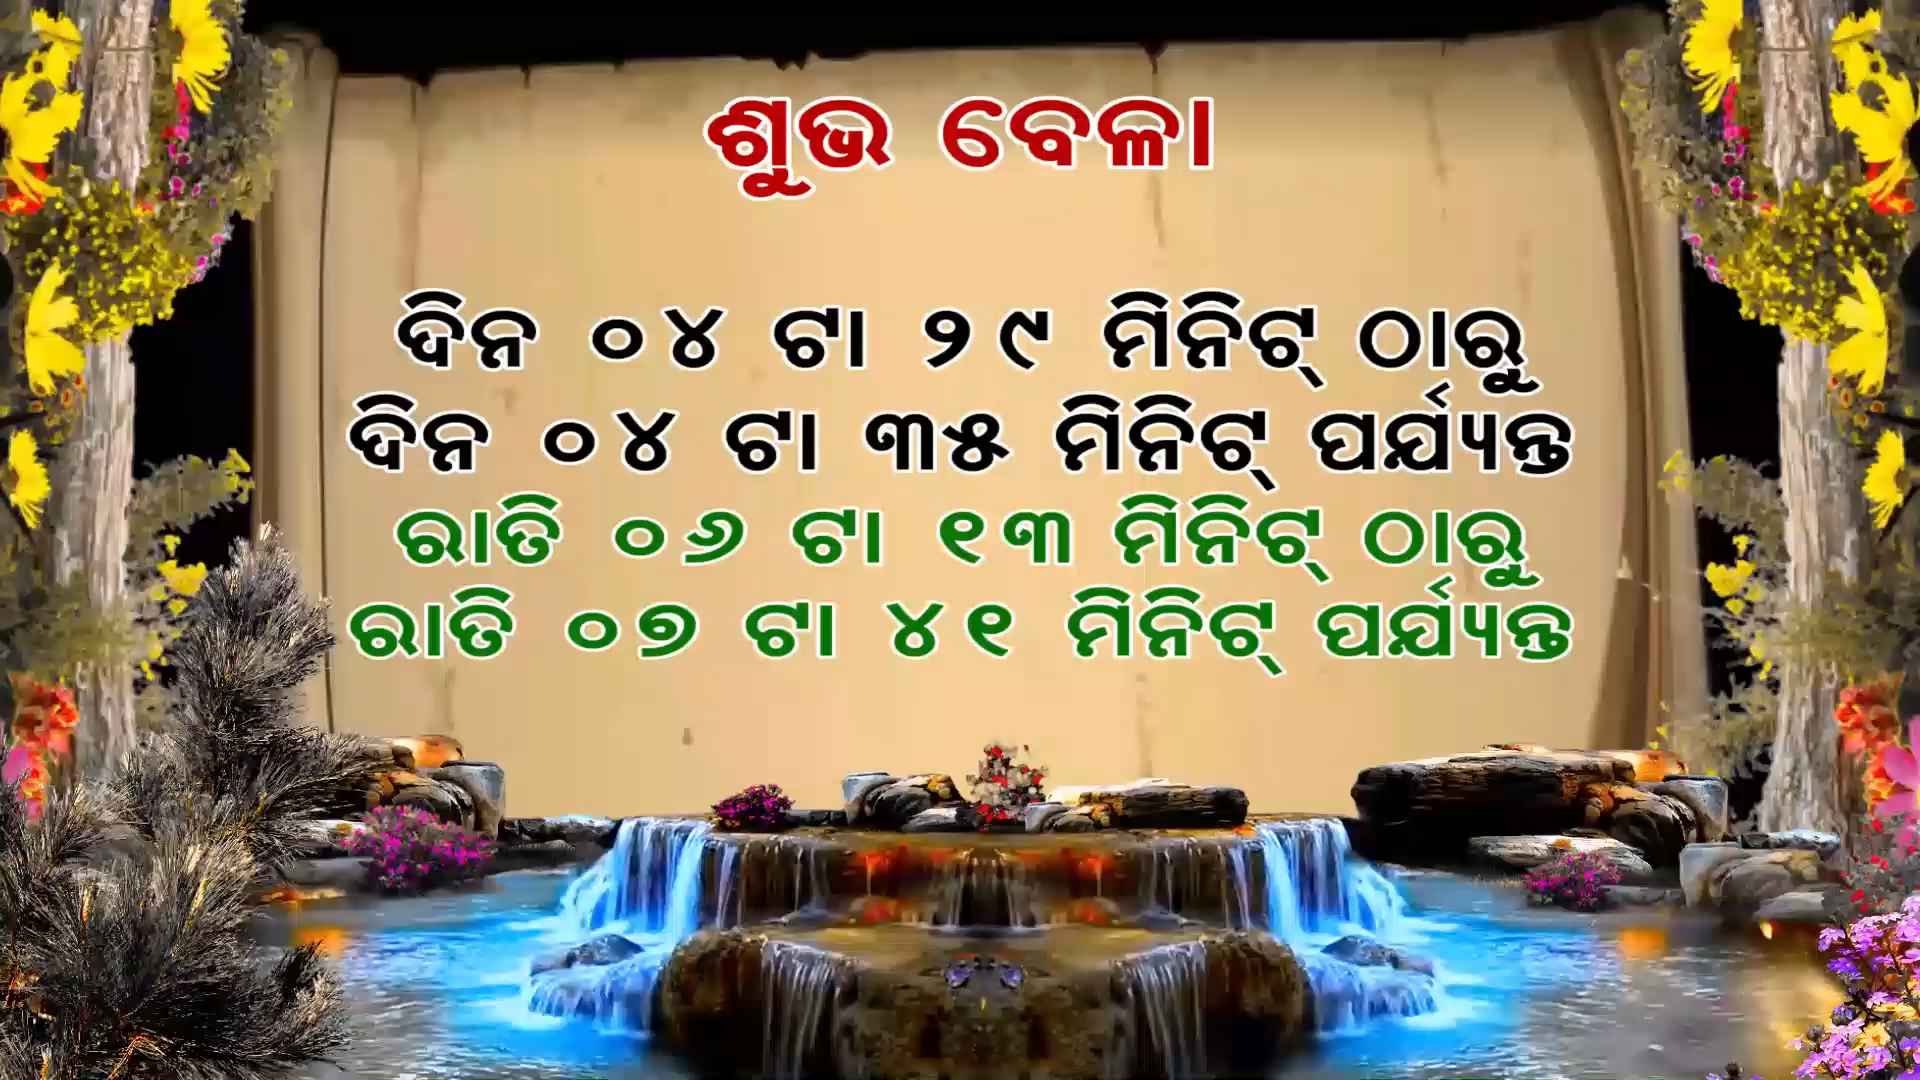 ଶୁଭ ବେଳା
ଦିନ ୦୪ ଟା ୨୯ ମିନିଟ୍ ଠାରୁ
ଦିନ ୦୪ ଟା ୩୫ ମିନିଟ୍ ପର୍ଯ୍ୟନ୍ତ
ରାତି ୦୬ ଟା ୧୩ ମିନିଟ୍ ଠାରୁ
ରାତି ୦୭ ଟା ୪୧ ମିନିଟ୍ ପର୍ଯ୍ୟନ୍ତ